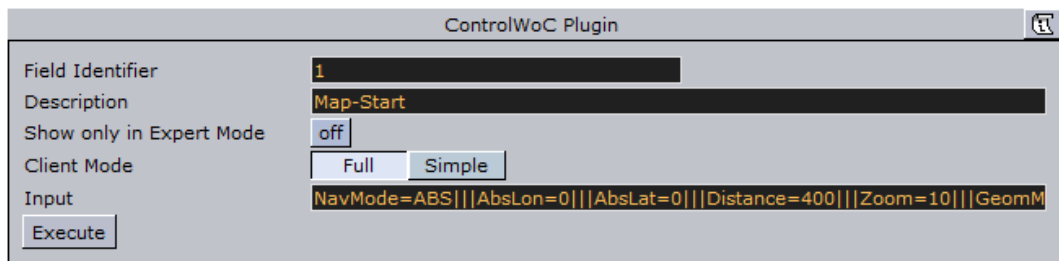 ControlWoC Plugin
Field Identifier 1
Description Map-Start
Show only in Expert Mode off
Client Mode Full Simple
Input NavMode=ABS|||AbsLon=0|||AbsLat=0|||Distance=400|||Zoom=10|||GeomM
Execute